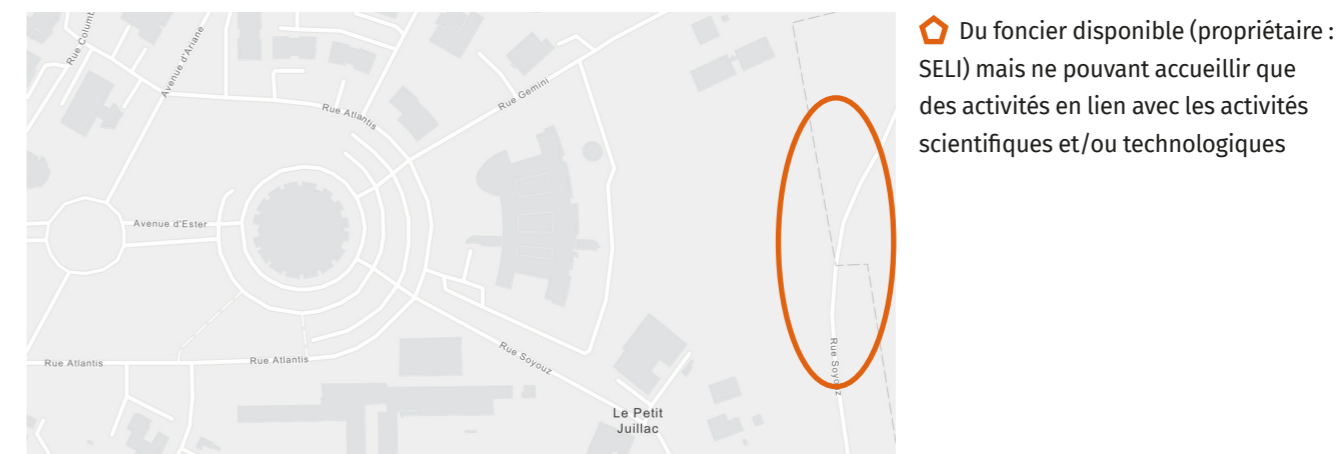 Rue Columb
Avenue d'Ariane
Rue Atlantis
Rue Gemini
Avenue d'Ester
Rue Atlantis
Rue Atlantis
Rue Soyouz
Rue Soyouz
Le Petit
Juillac
Du foncier disponible (propriétaire :
SELI) mais ne pouvant accueillir que
des activités en lien avec les activités
scientifiques et/ou technologiques